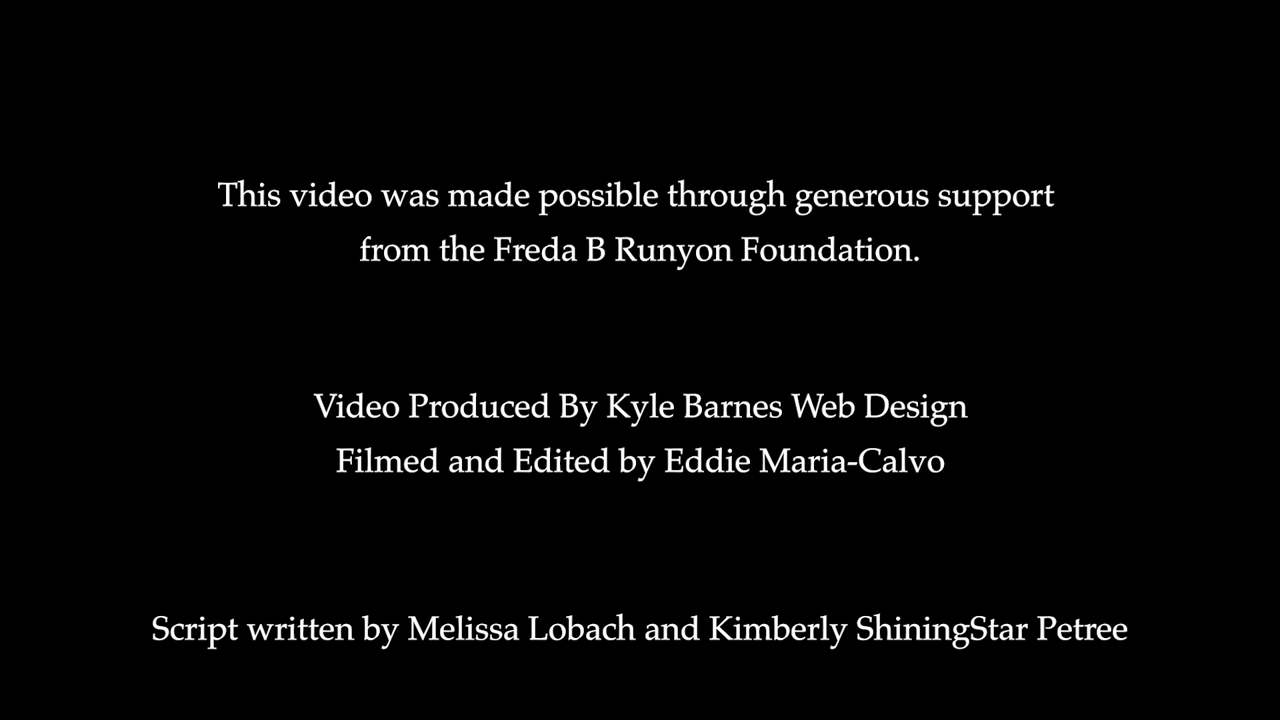 This video was made possible through generous support
from the Freda B Runyon Foundation.
Video Produced By Kyle Barnes Web Design
Filmed and Edited by Eddie Maria-Calvo
Script written by Melissa Lobach and Kimberly ShiningStar Petree